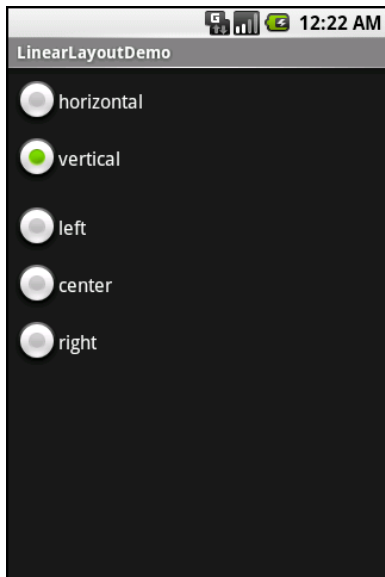 G 12:22 AM
LinearLayoutDemo
horizontal
vertical
left
center
right